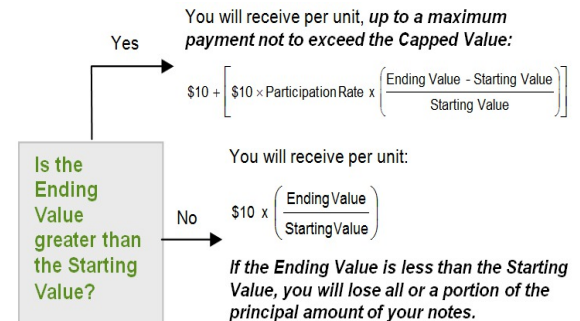 You will receive per unit, up to a maximum
payment not to exceed the Capped Value:
Yes
$10 + [ $10 × Participation Rate x ( Ending Value - Starting Value
Starting Value ) ]
Is the
Ending
Value
greater than
the Starting
Value?
No
You will receive per unit:
$10 x ( Ending Value
Starting Value )
If the Ending Value is less than the Starting
Value, you will lose all or a portion of the
principal amount of your notes.